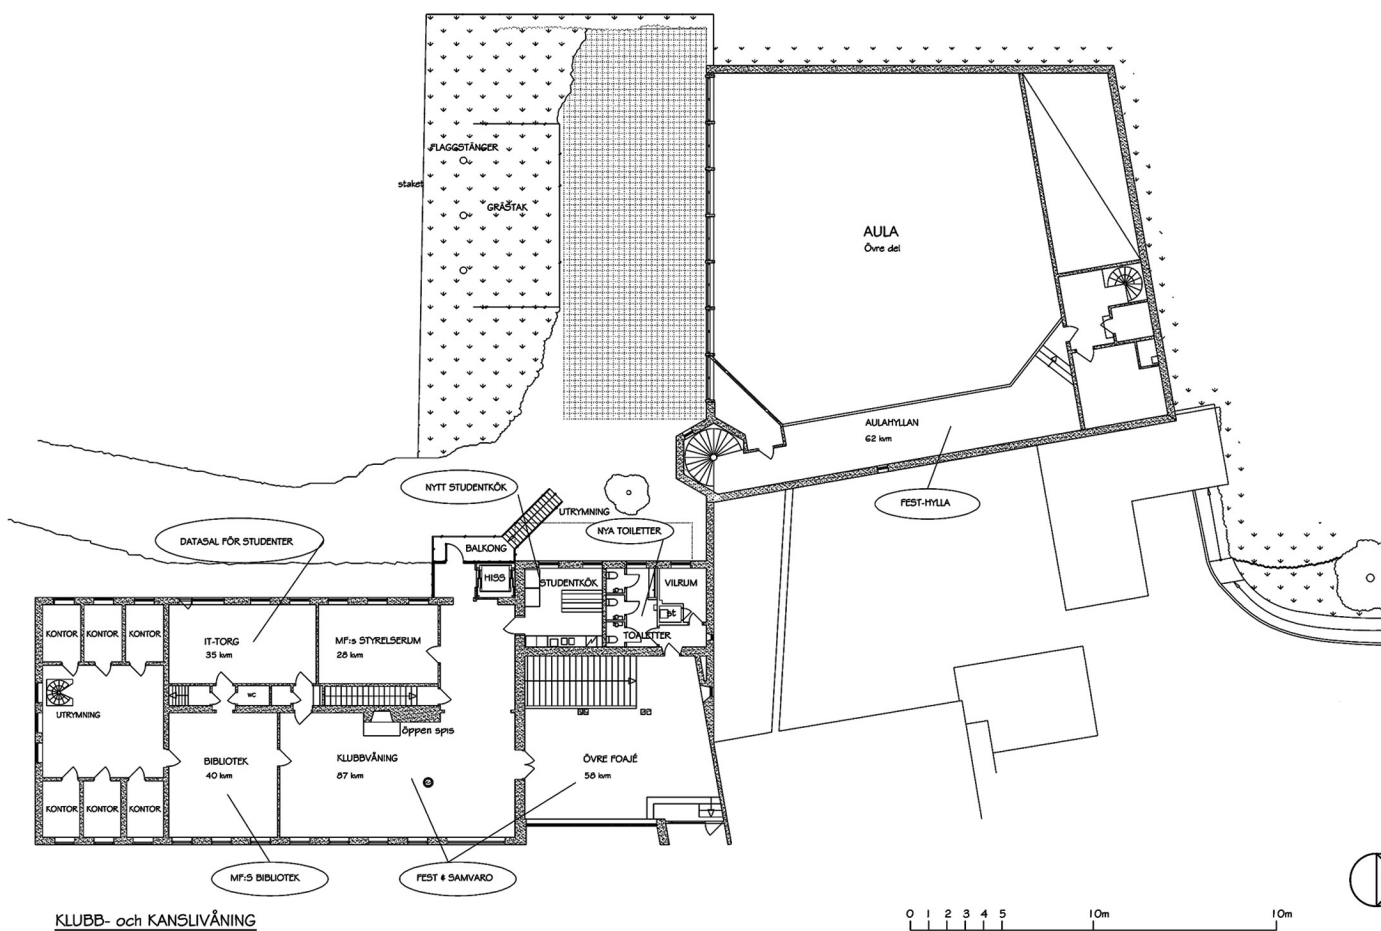 FLAGGSTÄNGER
staket
GRÄSTAK
AULA
Övre del
AULAHYLLAN
62 kvm
FEST-HYLLA
NYTT STUDENTKÖK
UTRYMNING
NYA TOILETTER
DATASAL FÖR STUDENTER
BALKONG
HISS
STUDENTKÖK
VILRUM
st
TOALETTER
KONTOR
KONTOR
KONTOR
IT-TORG
35 kvm
MF:s STYRELSERUM
28 kvm
WC
UTRYMNING
öppen spis
BIBLIOTEK
40 kvm
KLUBBVÅNING
87 kvm
ÖVRE FOAJÉ
58 kvm
KONTOR
KONTOR
KONTOR
MF:S BIBLIOTEK
FEST & SAMVARO
KLUBB- och KANSLIVÅNING
0 1 2 3 4 5 10m 10m